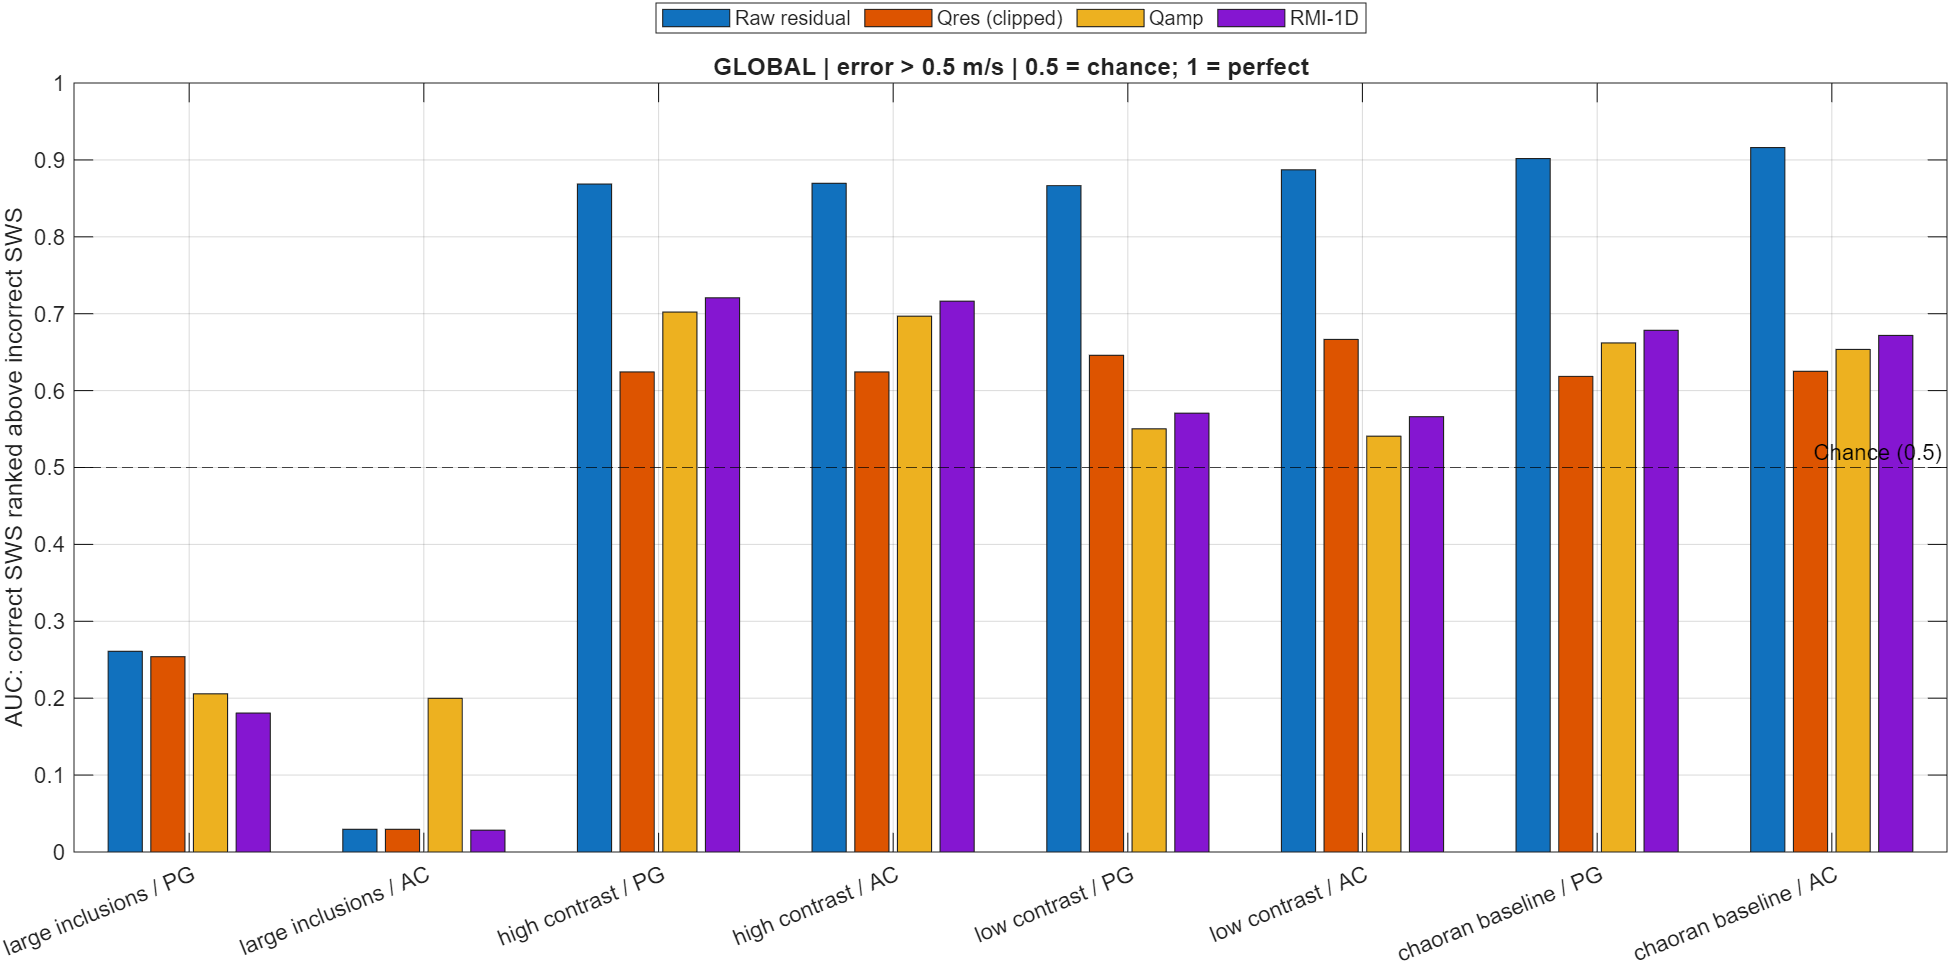 Raw residual Qres (clipped) Qamp RMI-1D
GLOBAL | error > 0.5 m/s | 0.5 = chance; 1 = perfect
AUC: correct SWS ranked above incorrect SWS
1
0.9
0.8
0.7
0.6
0.5
0.4
0.3
0.2
0.1
0
Chance (0.5)
large inclusions / PG
large inclusions / AC
high contrast / PG
high contrast / AC
low contrast / PG
low contrast / AC
chaoran baseline / PG
chaoran baseline / AC